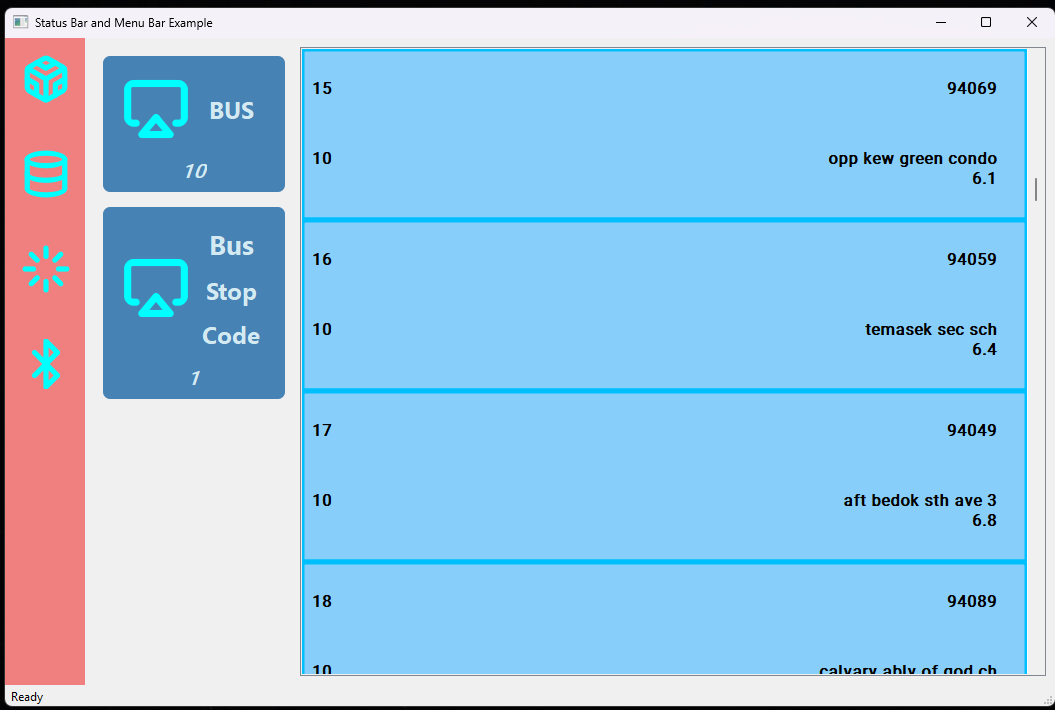 Status Bar and Menu Bar Example
BUS
10
Bus
Stop
Code
1
15 94069
10 opp kew green condo
6.1
16 94059
10 temasek sec sch
6.4
17 94049
10 aft bedok sth ave 3
6.8
18 94089
10 calvary ably of god ch
Ready